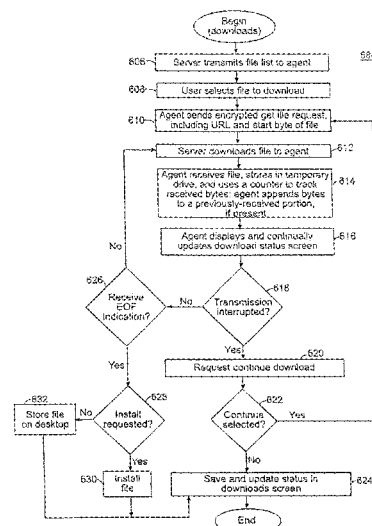 Begin
(downloads)
606
Server transmits file list to agent
608
User selects file to download
610
Agent sends encrypted get file request,
including URL and start byte of file
Server downloads file to agent
612
Agent receives file, stores in temporary
drive, and uses a counter to track
received bytes; agent appends bytes
to a previously-received portion,
if present
614
Agent displays and continually
updates download status screen
616
No
626
Receive
EOF
indication?
No
618
Transmission
interrupted?
Yes
Yes
620
Request continue download
632
Store file
on desktop
No
Install
requested?
622
Continue
selected?
Yes
Yes
No
630
Install
file
Save and update status in
downloads screen
624
End